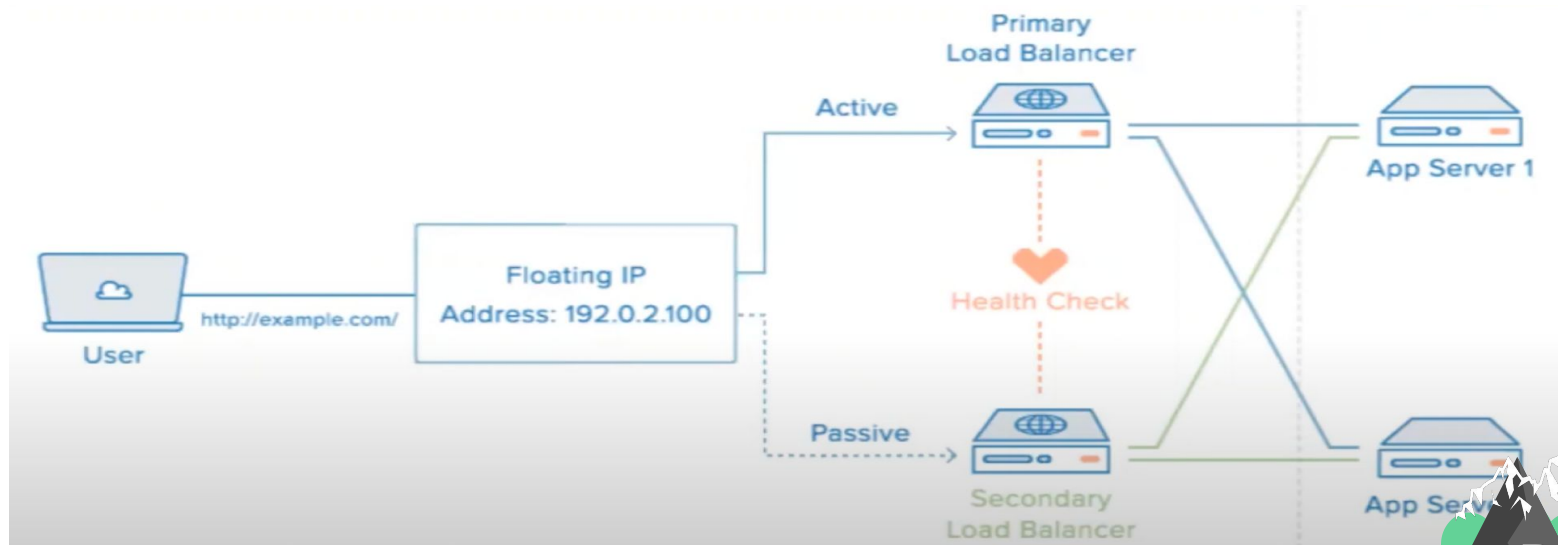 Primary
Load Balancer
Active
App Server 1
Floating IP
Address: 192.0.2.100
http://example.com/
User
Health Check
Passive
Secondary
Load Balancer
App